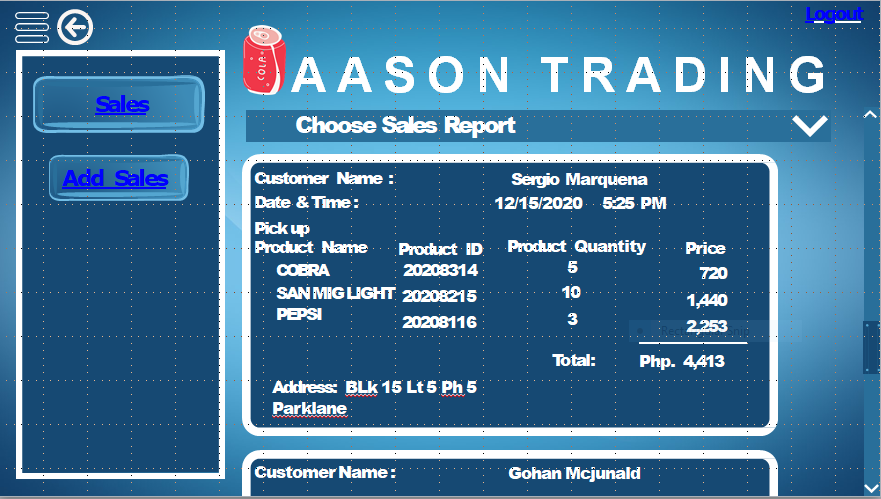 Logout
COLA
AASON TRADING
Sales
Choose Sales Report
Add Sales
Customer Name : Sergio Marquena
Date & Time : 12/15/2020 5:25 PM
Pick up
Product Name Product ID Product Quantity Price
COBRA 20208314 5 720
SAN MIG LIGHT 20208215 10 1,440
PEPSI 20208116 3 2,253
Total: Php. 4,413
Address: BLk 15 Lt 5 Ph 5
Parklane
Customer Name : Gohan Mcjunald